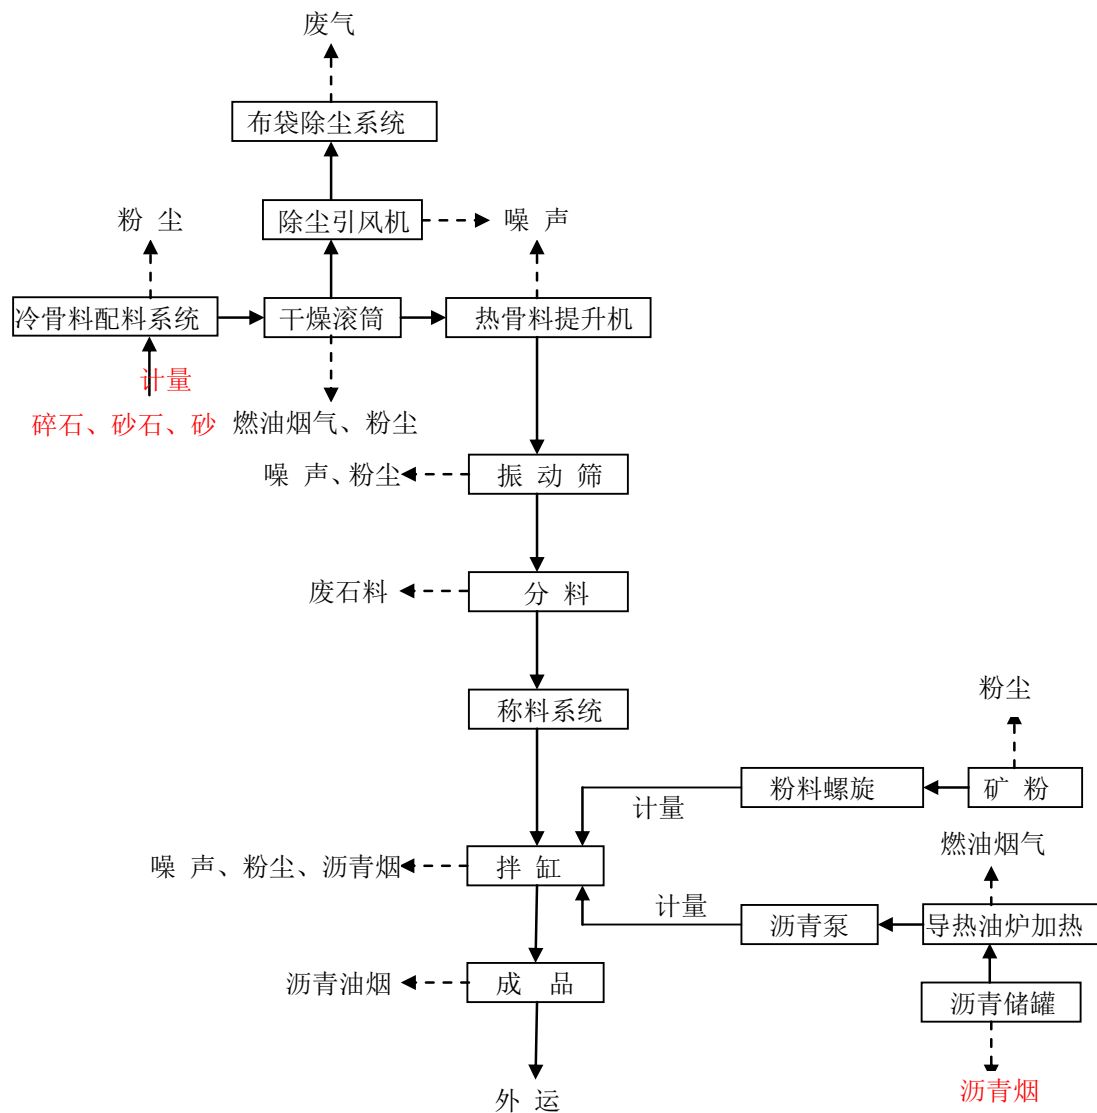 废气
布袋除尘系统
粉 尘
除尘引风机
噪 声
冷骨料配料系统
干燥滚筒
热骨料提升机
计量
碎石、砂石、砂
燃油烟气、粉尘
噪 声、粉尘
振 动 筛
废石料
分 料
称料系统
粉尘
粉料螺旋
矿 粉
计量
燃油烟气
噪 声、粉尘、沥青烟
拌 缸
计量
沥青泵
导热油炉加热
沥青油烟
成 品
沥青储罐
沥青烟
外 运